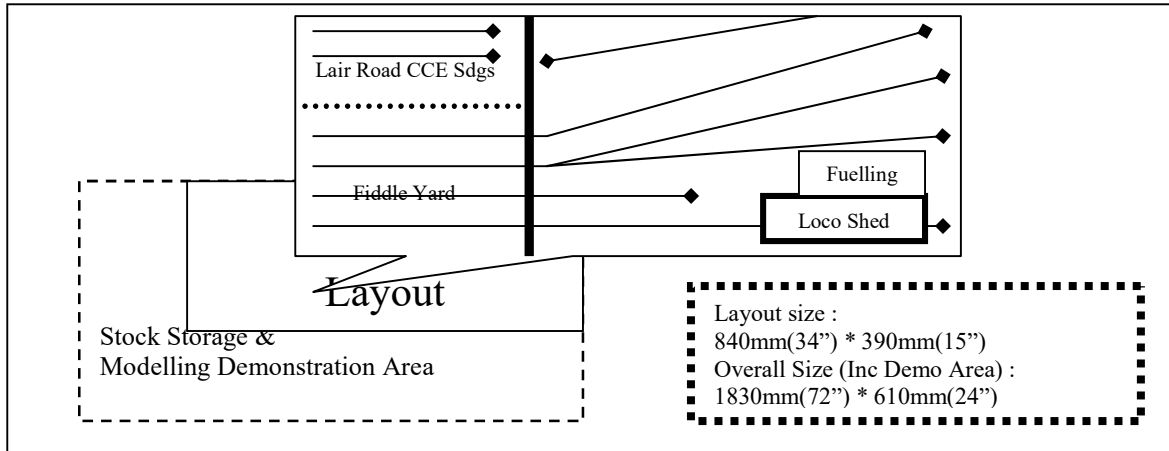 Lair Road CCE Sdgs
Fiddle Yard
Fuelling
Loco Shed
Layout
Stock Storage &
Modelling Demonstration Area
Layout size :
840mm(34”) * 390mm(15”)
Overall Size (Inc Demo Area) :
1830mm(72”) * 610mm(24”)